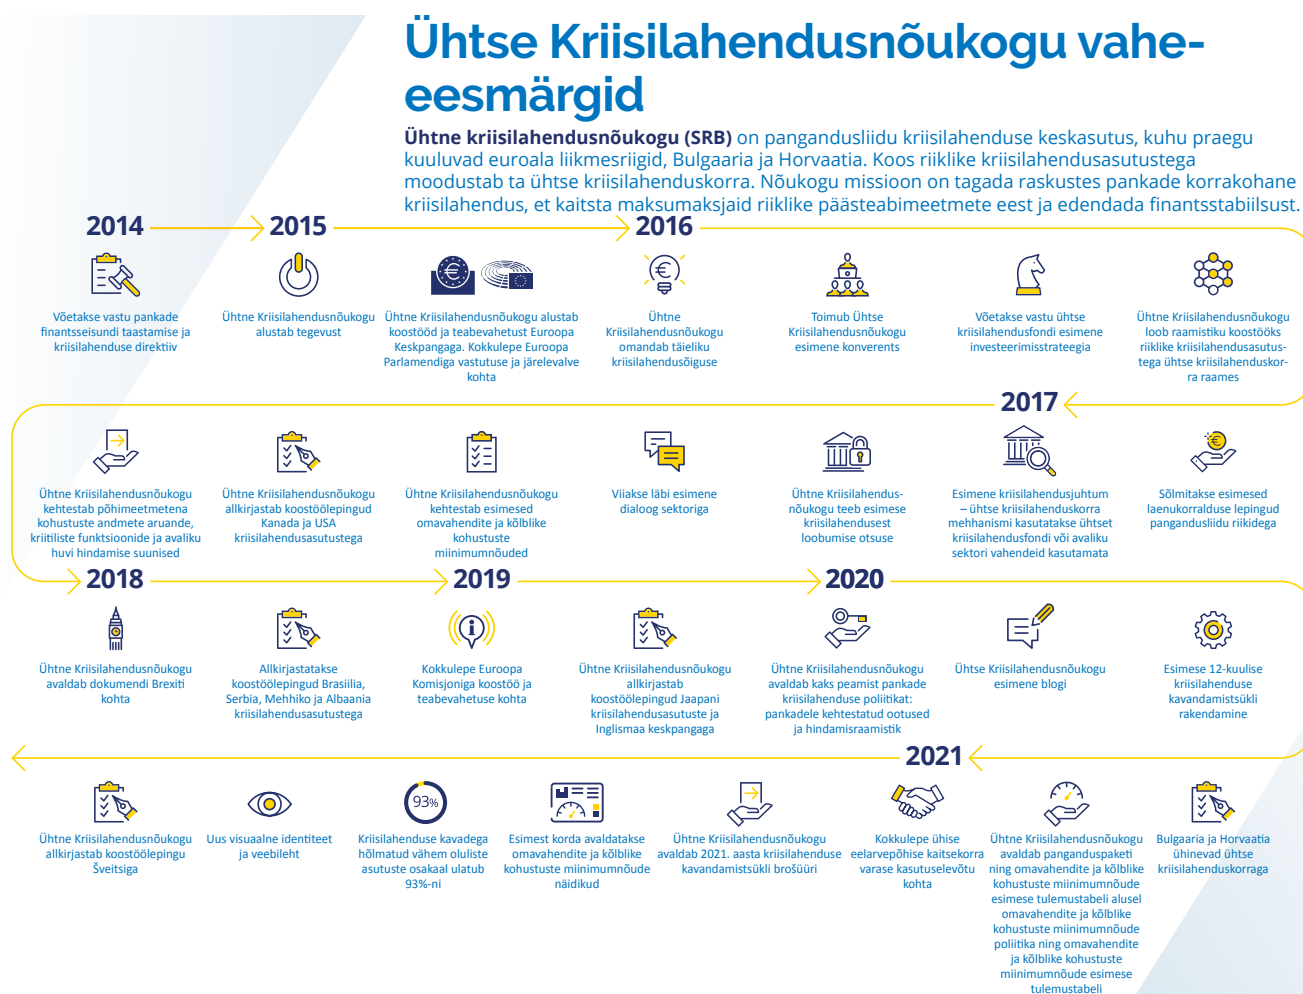 Ühtse Kriisilahendusnõukogu vahe-
eesmärgid
Ühtne kriisilahendusnõukogu (SRB) on pangandusliidu kriisilahenduse keskasutus, kuhu praegu
kuuluvad euroala liikmesriigid, Bulgaaria ja Horvaatia. Koos riiklike kriisilahendusasutustega
moodustab ta ühtse kriisilahenduskorra. Nõukogu missioon on tagada raskustes pankade korrakohane
kriisilahendus, et kaitsta maksumaksjaid riiklike päästeabimeetmete eest ja edendada finantsstabiilsust.
2014
2015
2016
Võetakse vastu pankade
finantsseisundi taastamise ja
kriisilahenduse direktiiv
Ühtne Kriisilahendusnõukogu
alustab tegevust
Ühtne Kriisilahendusnõukogu alustab
koostööd ja teabevahetust Euroopa
Keskpangaga. Kokkulepe Euroopa
Parlamendiga vastutuse ja järelevalve
kohta
Ühtne
Kriisilahendusnõukogu
omandab täieliku
kriisilahendusõiguse
Toimub Ühtse
Kriisilahendusnõukogu
esimene konverents
Võetakse vastu ühtse
kriisilahendusfondi esimene
investeerimisstrateegia
Ühtne Kriisilahendusnõukogu
loob raamistiku koostööks
riiklike kriisilahendusasutus-
tega ühtse kriisilahenduskor-
ra raames
2017
Ühtne Kriisilahendusnõukogu
kehtestab põhimeetmetena
kohustuste andmete aruande,
kriitiliste funktsioonide ja avaliku
huvi hindamise suunised
Ühtne Kriisilahendusnõukogu
allkirjastab koostöölepingud
Kanada ja USA
kriisilahendusasutustega
Ühtne Kriisilahendusnõukogu
kehtestab esimesed
omavahendite ja kõlblike
kohustuste
miinimumnõuded
Viiakse läbi esimene
dialoog sektoriga
Ühtne Kriisilahendus-
nõukogu teeb esimese
kriisilahendusest
loobumise otsuse
Esimene kriisilahendusjuhtum
– ühtse kriisilahenduskorra
mehhanismi kasutatakse ühtset
kriisilahendusfondi või avaliku
sektori vahendeid kasutamata
Sõlmitakse esimesed
laenukorralduse lepingud
pangandusliidu riikidega
2018
2019
2020
Ühtne Kriisilahendusnõukogu
avaldab dokumendi Brexiti
kohta
Allkirjastatakse
koostöölepingud Brasiilia,
Serbia, Mehhiko ja Albaania
kriisilahendusasutustega
Kokkulepe Euroopa
Komisjoniga koostöö ja
teabevahetuse kohta
Ühtne Kriisilahendusnõukogu
allkirjastab
koostöölepingud Jaapani
kriisilahendusasutuste ja
Inglismaa keskpangaga
Ühtne Kriisilahendusnõukogu
avaldab kaks peamist pankade
kriisilahenduse poliitikat:
pankadele kehtestatud ootused
ja hindamisraamistik
Ühtse Kriisilahendusnõukogu
esimene blogi
Esimese 12-kuulise
kriisilahenduse
kavandamistsükli
rakendamine
2021
Ühtne Kriisilahendusnõukogu
allkirjastab koostöölepingu
Šveitsiga
Uus visuaalne identiteet
ja veebileht
93%
Kriisilahenduse kavadega
hõlmatud vähem oluliste
asutuste osakaal ulatub
93%-ni
Esimest korda avaldatakse
omavahendite ja kõlblike
kohustuste miinimumnõude
näidikud
Ühtne Kriisilahendusnõukogu
avaldab 2021. aasta kriisilahenduse
kavandamistsükli brošüüri
Kokkulepe ühise
eelarvepõhise kaitsekorra
varase kasutuselevõtu
kohta
Ühtne Kriisilahendusnõukogu
avaldab panganduspaketi
ning omavahendite ja kõlblike
kohustuste miinimumnõude
esimese tulemustabeli alusel
omavahendite ja kõlblike
kohustuste miinimumnõude
poliitika ning omavahendite
ja kõlblike kohustuste
miinimumnõude esimese
tulemustabeli
Bulgaaria ja Horvaatia
ühinevad ühtse
kriisilahenduskorraga